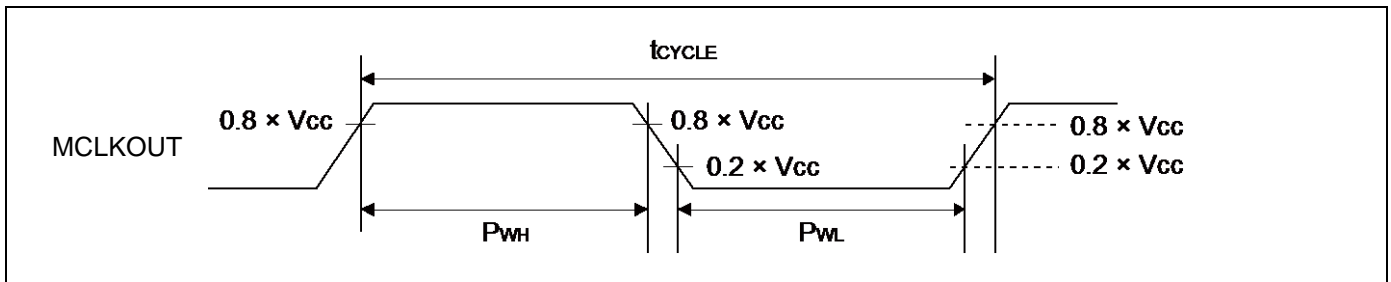 tCYCLE
0.8 × Vcc
0.8 × Vcc
0.8 × Vcc
MCLKOUT
0.2 × Vcc
0.2 × Vcc
PWH
PWL